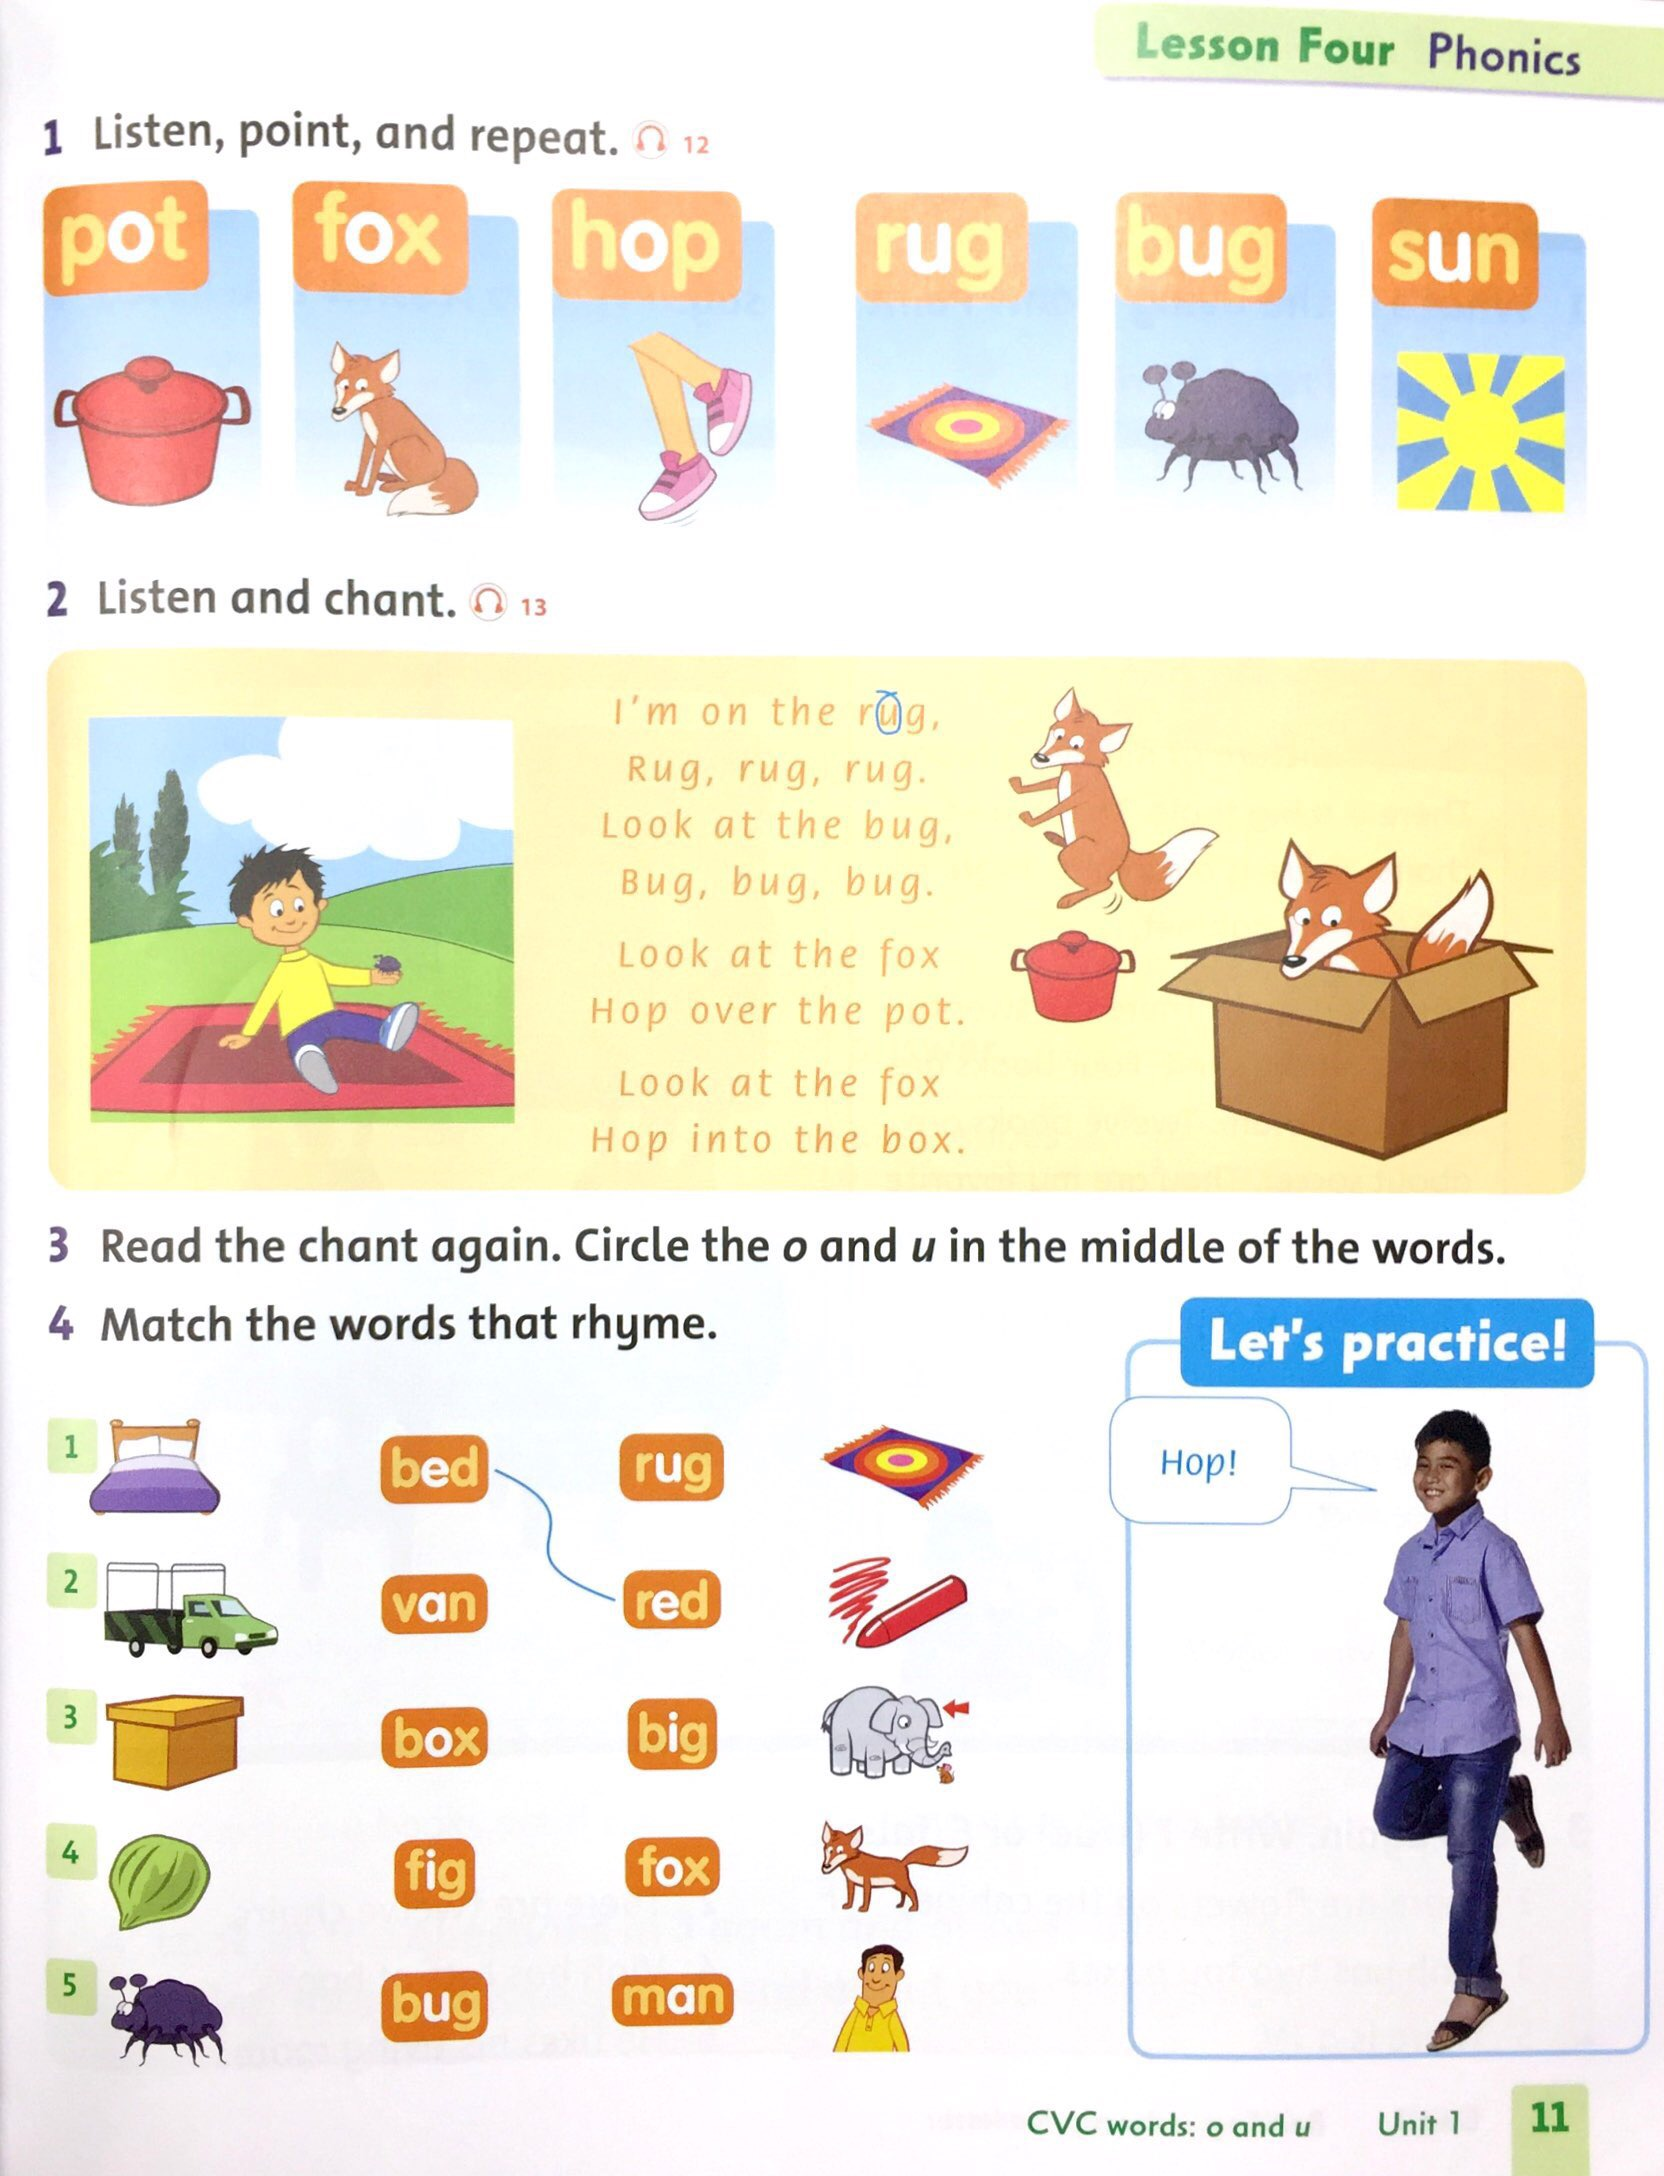 Lesson Four Phonics
1 Listen, point, and repeat. 12
pot fox hop rug bug sun
2 Listen and chant. 13
I'm on the rug,
Rug, rug, rug.
Look at the bug,
Bug, bug, bug.
Look at the fox
Hop over the pot.
Look at the fox
Hop into the box.
3 Read the chant again. Circle the o and u in the middle of the words.
4 Match the words that rhyme.
1 bed rug
2 van red
3 box big
4 fig fox
5 bug man
Let's practice!
Hop!
CVC words: o and u Unit 1 11